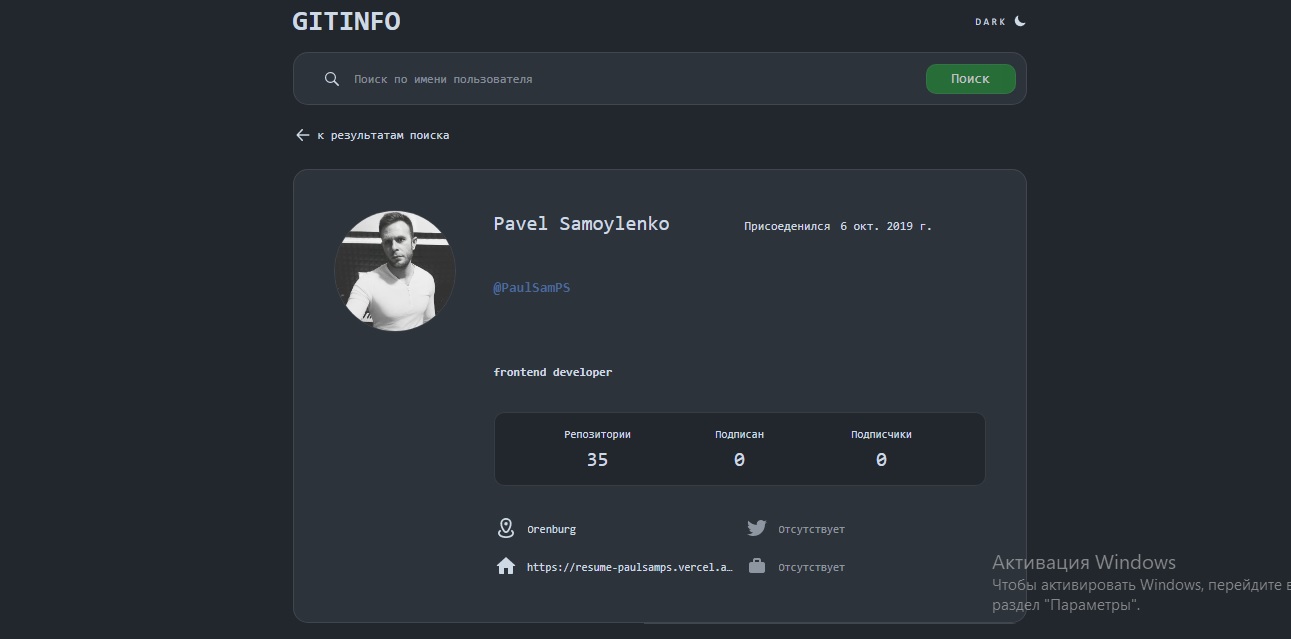 GITINFO
DARK
Поиск по имени пользователя
Поиск
к результатам поиска
Pavel Samoylenko
Присоеденился 6 окт. 2019 г.
@PaulSamPS
frontend developer
Репозитории Подписан Подписчики
35 0 0
Orenburg Отсутствует
https://resume-paulsamps.vercel.a… Отсутствует
Активация Windows
Чтобы активировать Windows, перейдите в
раздел "Параметры".